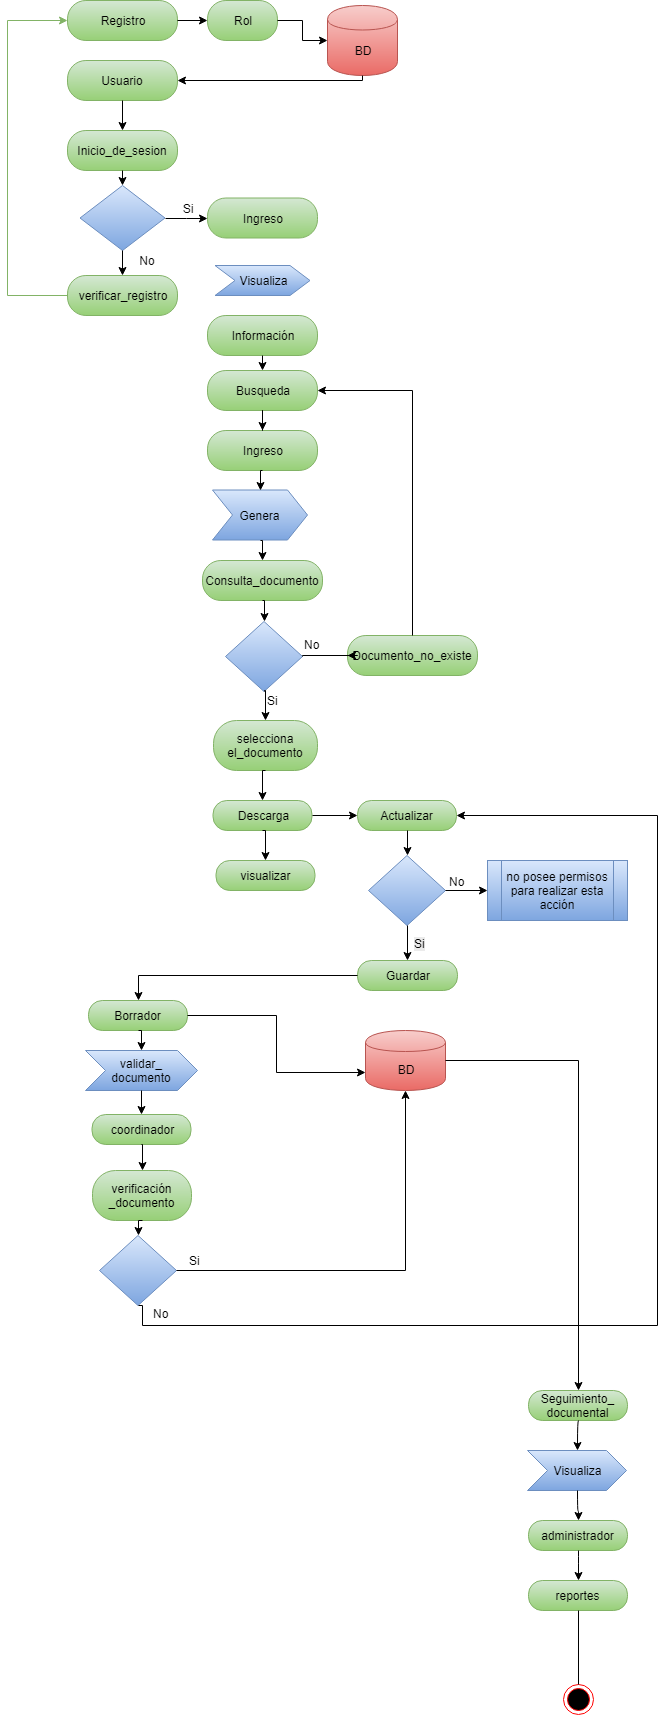 Registro
Rol
BD
Usuario
Inicio_de_sesion
Si
Ingreso
No
Visualiza
verificar_registro
Información
Busqueda
Ingreso
Genera
Consulta_documento
No
Documento_no_existe
Si
selecciona
el_documento
Descarga
Actualizar
visualizar
No
no posee permisos
para realizar esta
acción
Si
Guardar
Borrador
validar_
documento
BD
coordinador
verificación
_documento
Si
No
Seguimiento_
documental
Visualiza
administrador
reportes